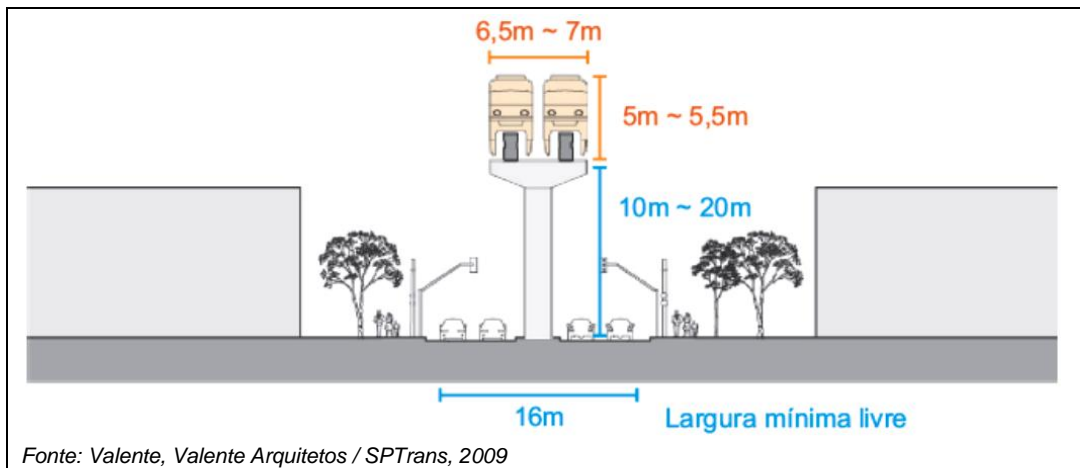 6,5m ~ 7m
5m ~ 5,5m
10m ~ 20m
16m
Largura mínima livre
Fonte: Valente, Valente Arquitetos / SPTrans, 2009